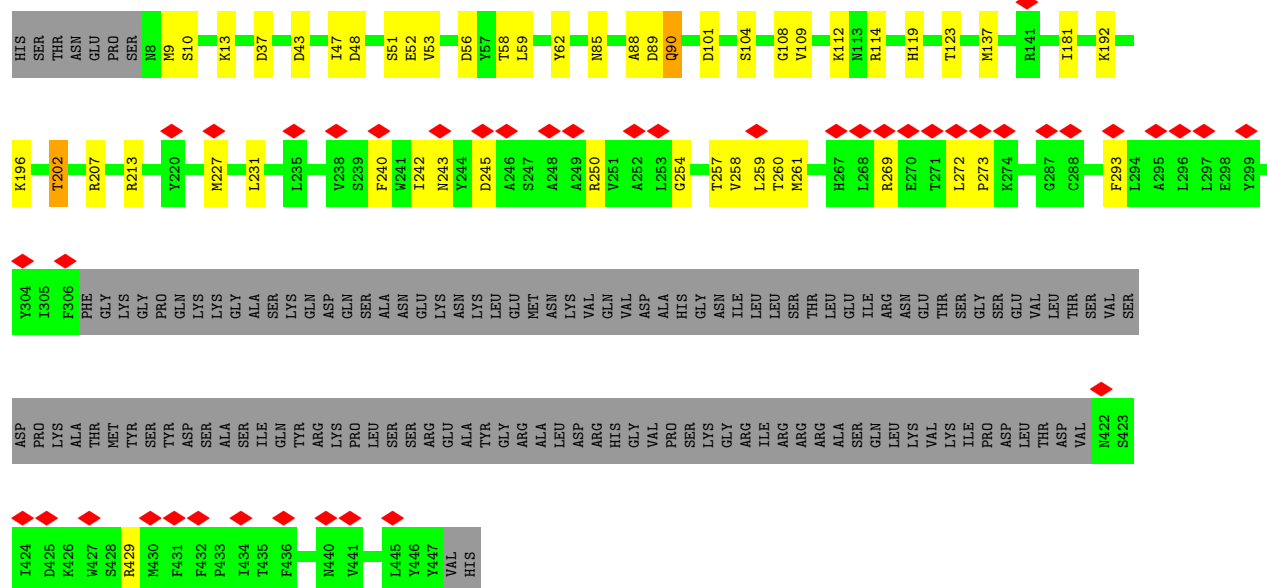 HIS SER THR ASN GLU PRO SER N8 M9 S10 K13 D37 D43 I47 D48 S51 E52 V53 D56 Y57 T58 L59 Y62 N85 A88 D89 Q90 D101 S104 G108 V109 K112 N113 R114 H119 T123 M137 R141 I181 K192
K196 T202 R207 R213 Y220 M227 L231 L235 V238 S239 F240 W241 I242 N243 Y244 D245 A246 S247 A248 A249 R250 V251 A252 L253 G254 T257 V258 L259 T260 M261 H267 L268 R269 E270 T271 L272 P273 K274 G287 C288 F293 L294 A295 L296 L297 E298 Y299
Y304 I305 F306 PHE GLY LYS GLY PRO GLN LYS LYS GLY ALA SER LYS GLN ASP GLN SER ALA ASN GLU LYS ASN LYS LEU GLU MET ASN LYS VAL GLN VAL ASP ALA HIS GLY ASN ILE LEU LEU SER THR LEU GLU ILE ARG ASN GLU THR SER GLY SER GLU VAL LEU THR SER VAL SER
ASP PRO LYS ALA THR MET TYR SER TYR ASP SER ALA SER ILE GLN TYR ARG LYS PRO LEU SER SER ARG GLU ALA TYR GLY ARG ALA LEU ASP ARG HIS GLY VAL PRO SER LYS GLY ARG ILE ARG ARG ARG ALA SER GLN LEU LYS VAL LYS ILE PRO ASP LEU THR ASP VAL N422 S423
I424 D425 K426 W427 S428 R429 M430 F431 F432 P433 I434 T435 F436 N440 V441 L445 Y446 Y447 VAL HIS